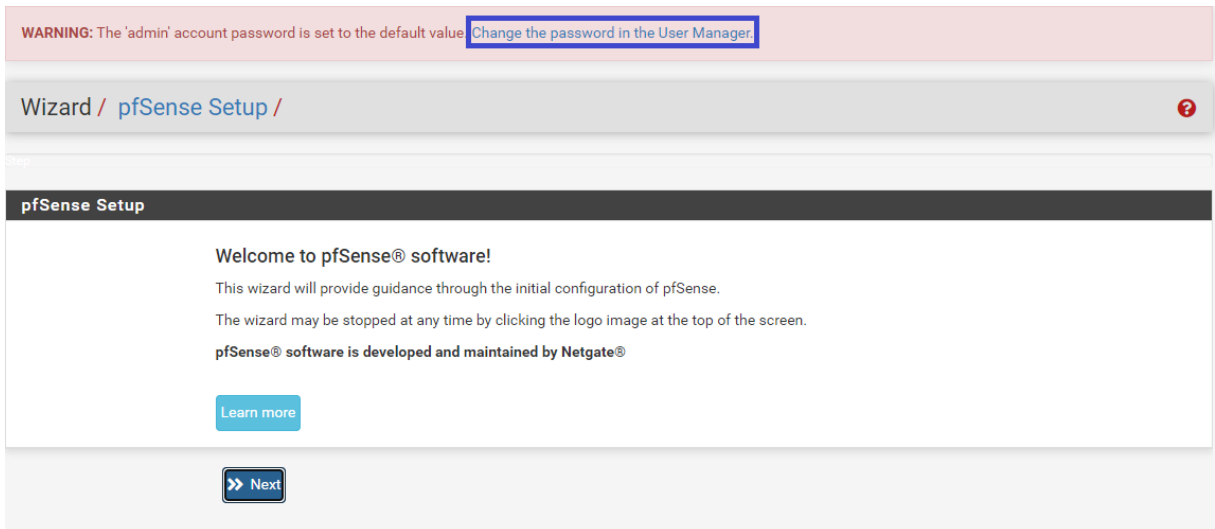 WARNING: The 'admin' account password is set to the default value. Change the password in the User Manager.
Wizard / pfSense Setup /
Step
pfSense Setup
Welcome to pfSense® software!
This wizard will provide guidance through the initial configuration of pfSense.
The wizard may be stopped at any time by clicking the logo image at the top of the screen.
pfSense® software is developed and maintained by Netgate®
Learn more
Next